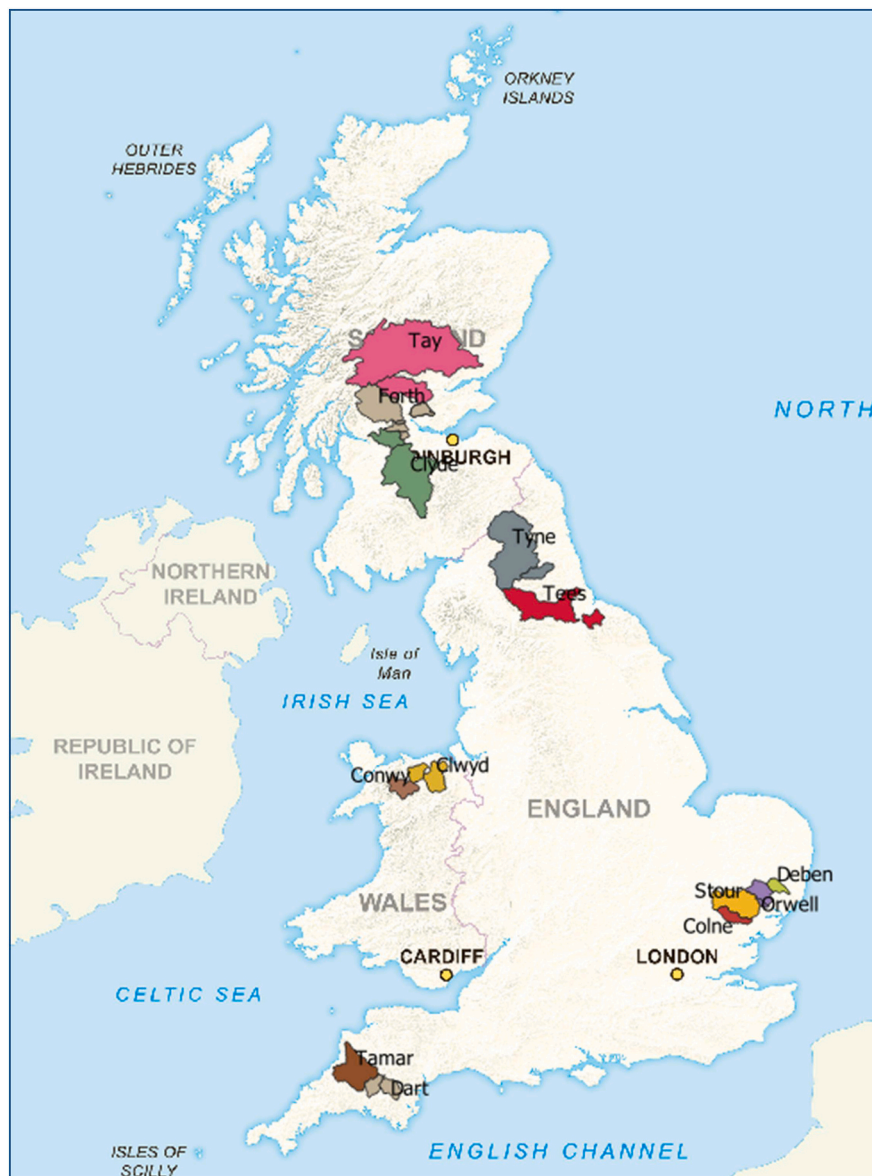 ORKNEY
ISLANDS
OUTER
HEBRIDES
Tay
Forth
NORTH
Clyde
Tyne
NORTHERN
IRELAND
Tees
Isle of
Man
IRISH SEA
REPUBLIC OF
IRELAND
Clwyd
Conwy
ENGLAND
Deben
Stour
Orwell
WALES
Colne
CARDIFF
LONDON
CELTIC SEA
Tamar
Dart
ENGLISH CHANNEL
ISLES OF
SCILLY